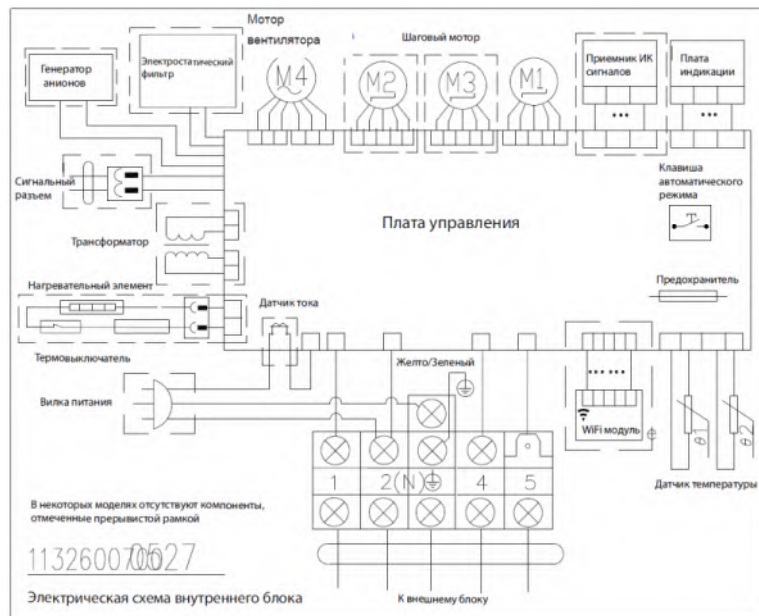 Мотор
вентилятора
Шаговый мотор
Генератор
анионов
Электростатический
фильтр
M4
M2
M3
M1
Приемник ИК
сигналов
Плата
индикации
Сигнальный
разъем
Клавиша
автоматического
режима
Плата управления
Трансформатор
Предохранитель
Нагревательный элемент
Датчик тока
Термовыключатель
Желто/Зеленый
Вилка питания
WiFi модуль
θ1
θ2
1
2(N)
4
5
Датчик температуры
В некоторых моделях отсутствуют компоненты,
отмеченные прерывистой рамкой
Электрическая схема внутреннего блока
К внешнему блоку